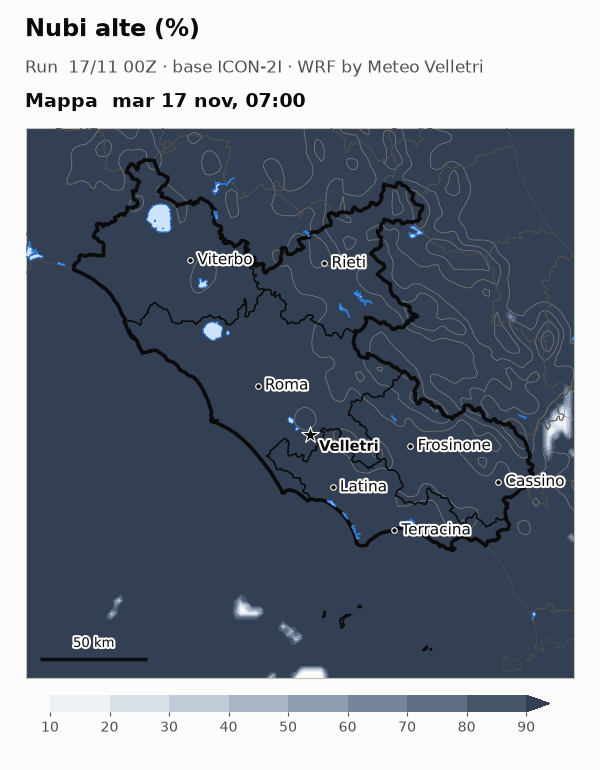 Nubi alte (%)
Run  17/11 00Z · base ICON-2I · WRF by Meteo Velletri
Mappa  mar 17 nov, 07:00
Viterbo
Rieti
Roma
Velletri
Frosinone
Cassino
Latina
Terracina
50 km
10 20 30 40 50 60 70 80 90